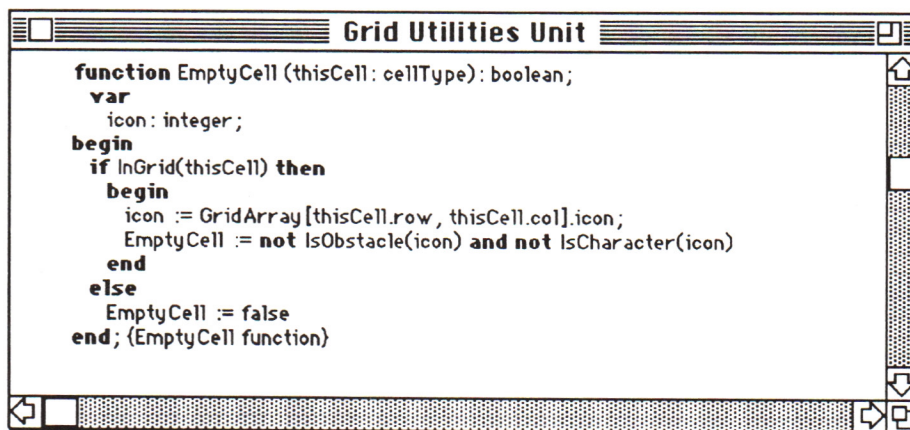 Grid Utilities Unit
function EmptyCell (thisCell: cellType): boolean;
var
icon: integer;
begin
if InGrid(thisCell) then
begin
icon := GridArray[thisCell.row, thisCell.col].icon;
EmptyCell := not IsObstacle(icon) and not IsCharacter(icon)
end
else
EmptyCell := false
end; {EmptyCell function}